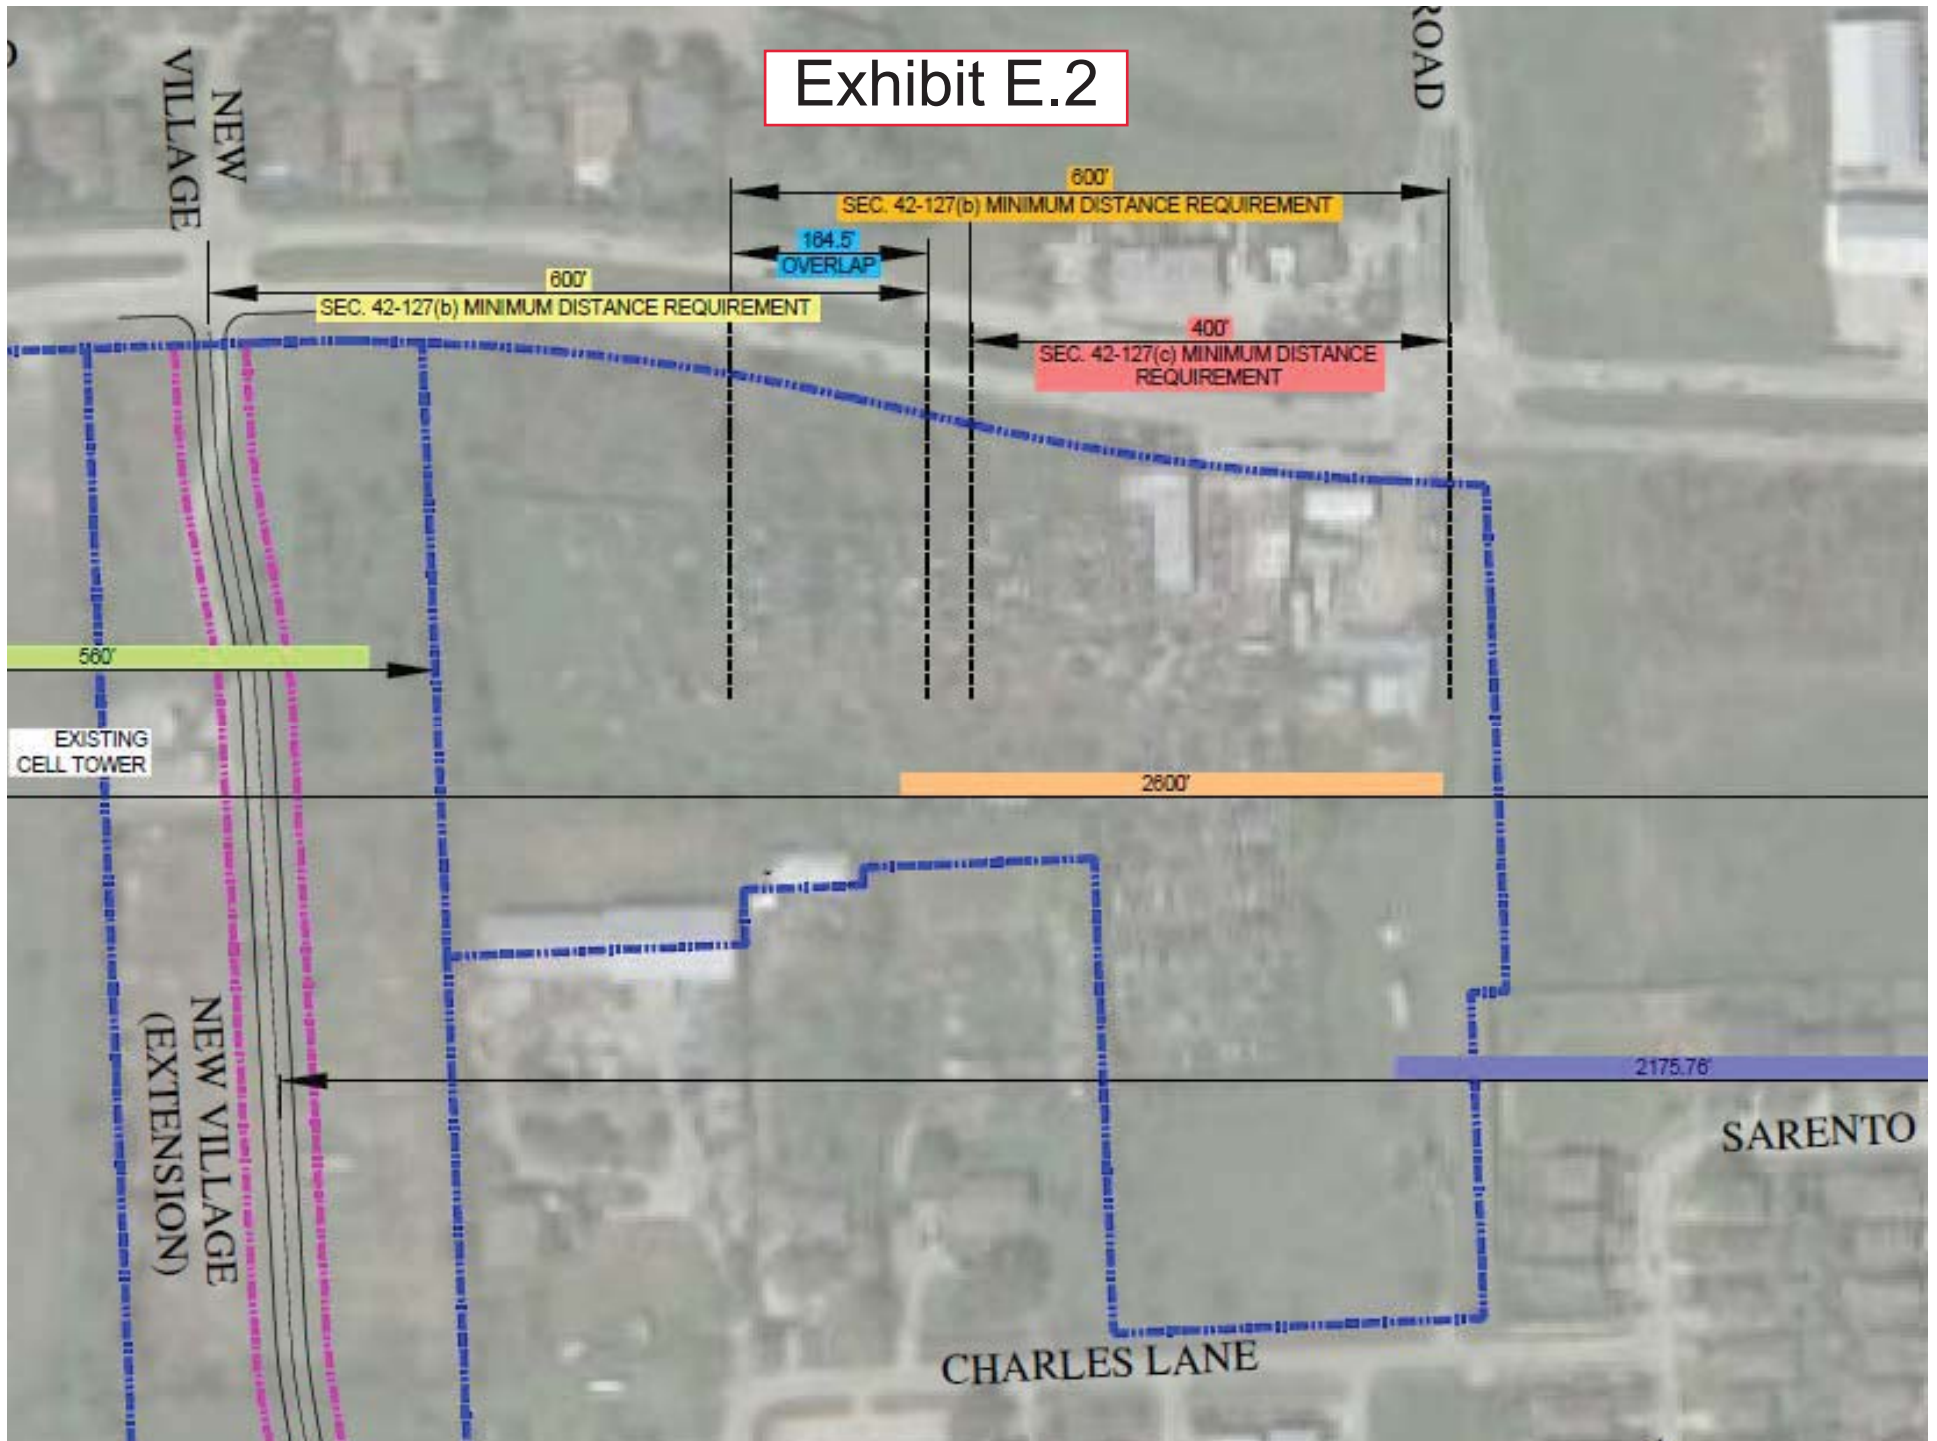 Exhibit E.2
NEW
VILLAGE
ROAD
600'
SEC. 42-127(b) MINIMUM DISTANCE REQUIREMENT
164.5'
OVERLAP
600'
SEC. 42-127(b) MINIMUM DISTANCE REQUIREMENT
400'
SEC. 42-127(c) MINIMUM DISTANCE
REQUIREMENT
560'
EXISTING
CELL TOWER
2600'
NEW VILLAGE
(EXTENSION)
2175.76'
SARENTO
CHARLES LANE